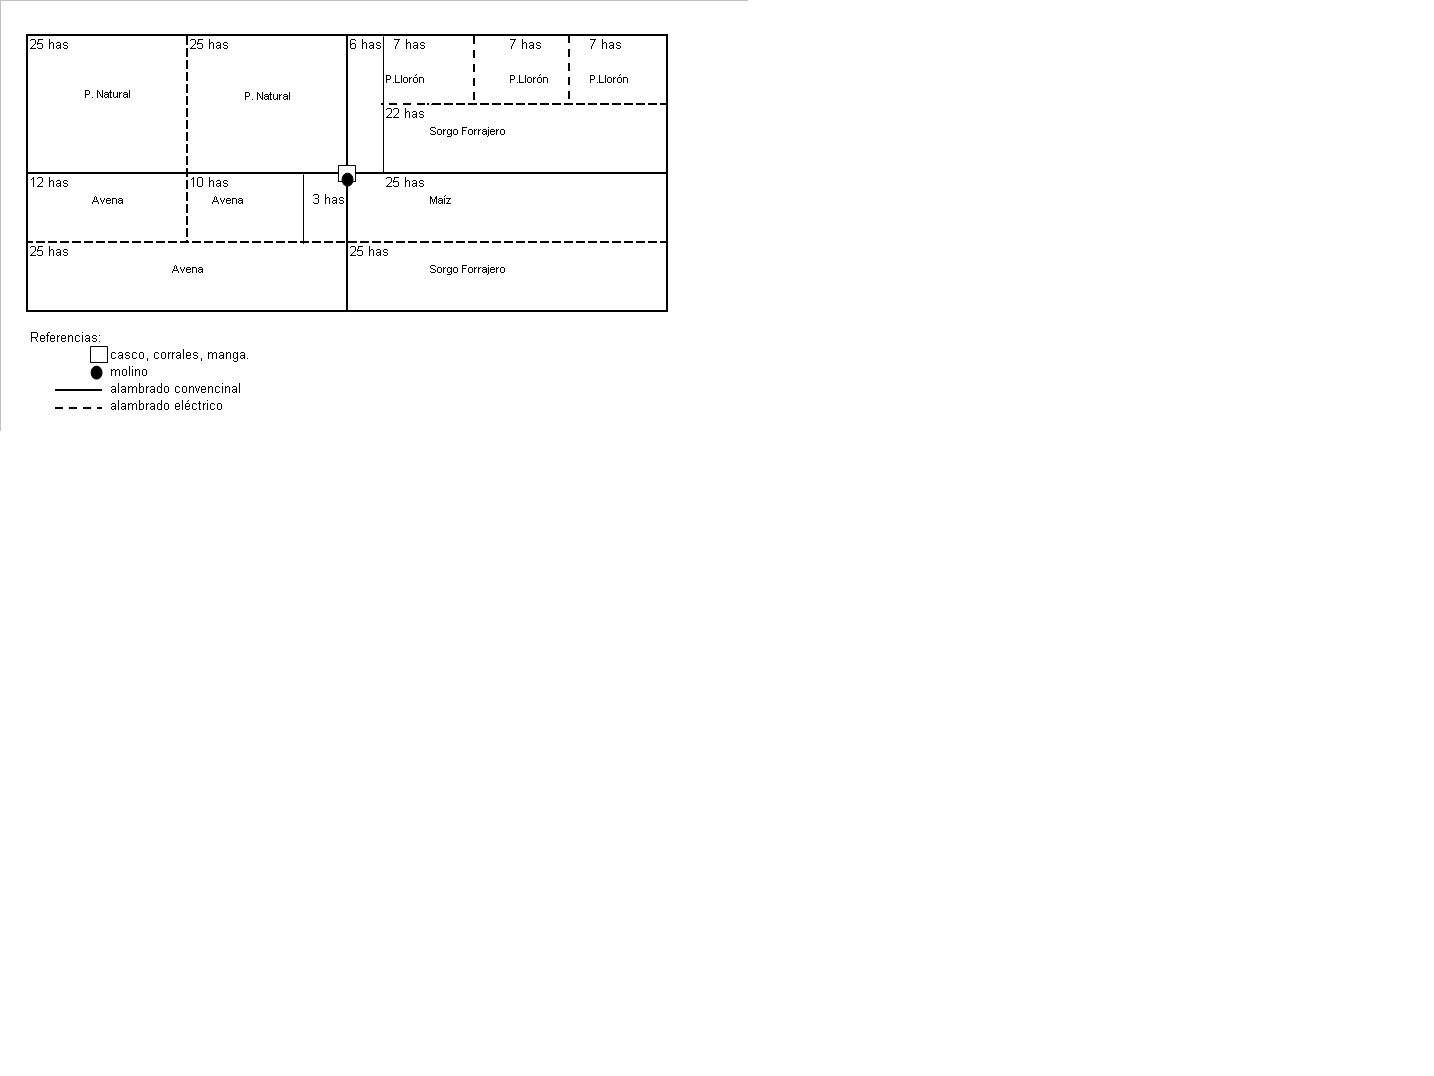 25 has 25 has 6 has 7 has 7 has 7 has
P.Llorón P.Llorón P.Llorón
P. Natural P. Natural
22 has
Sorgo Forrajero
12 has 10 has 25 has
Avena Avena 3 has Maíz
25 has 25 has
Avena Sorgo Forrajero
Referencias:
casco, corrales, manga.
molino
alambrado convencinal
alambrado eléctrico